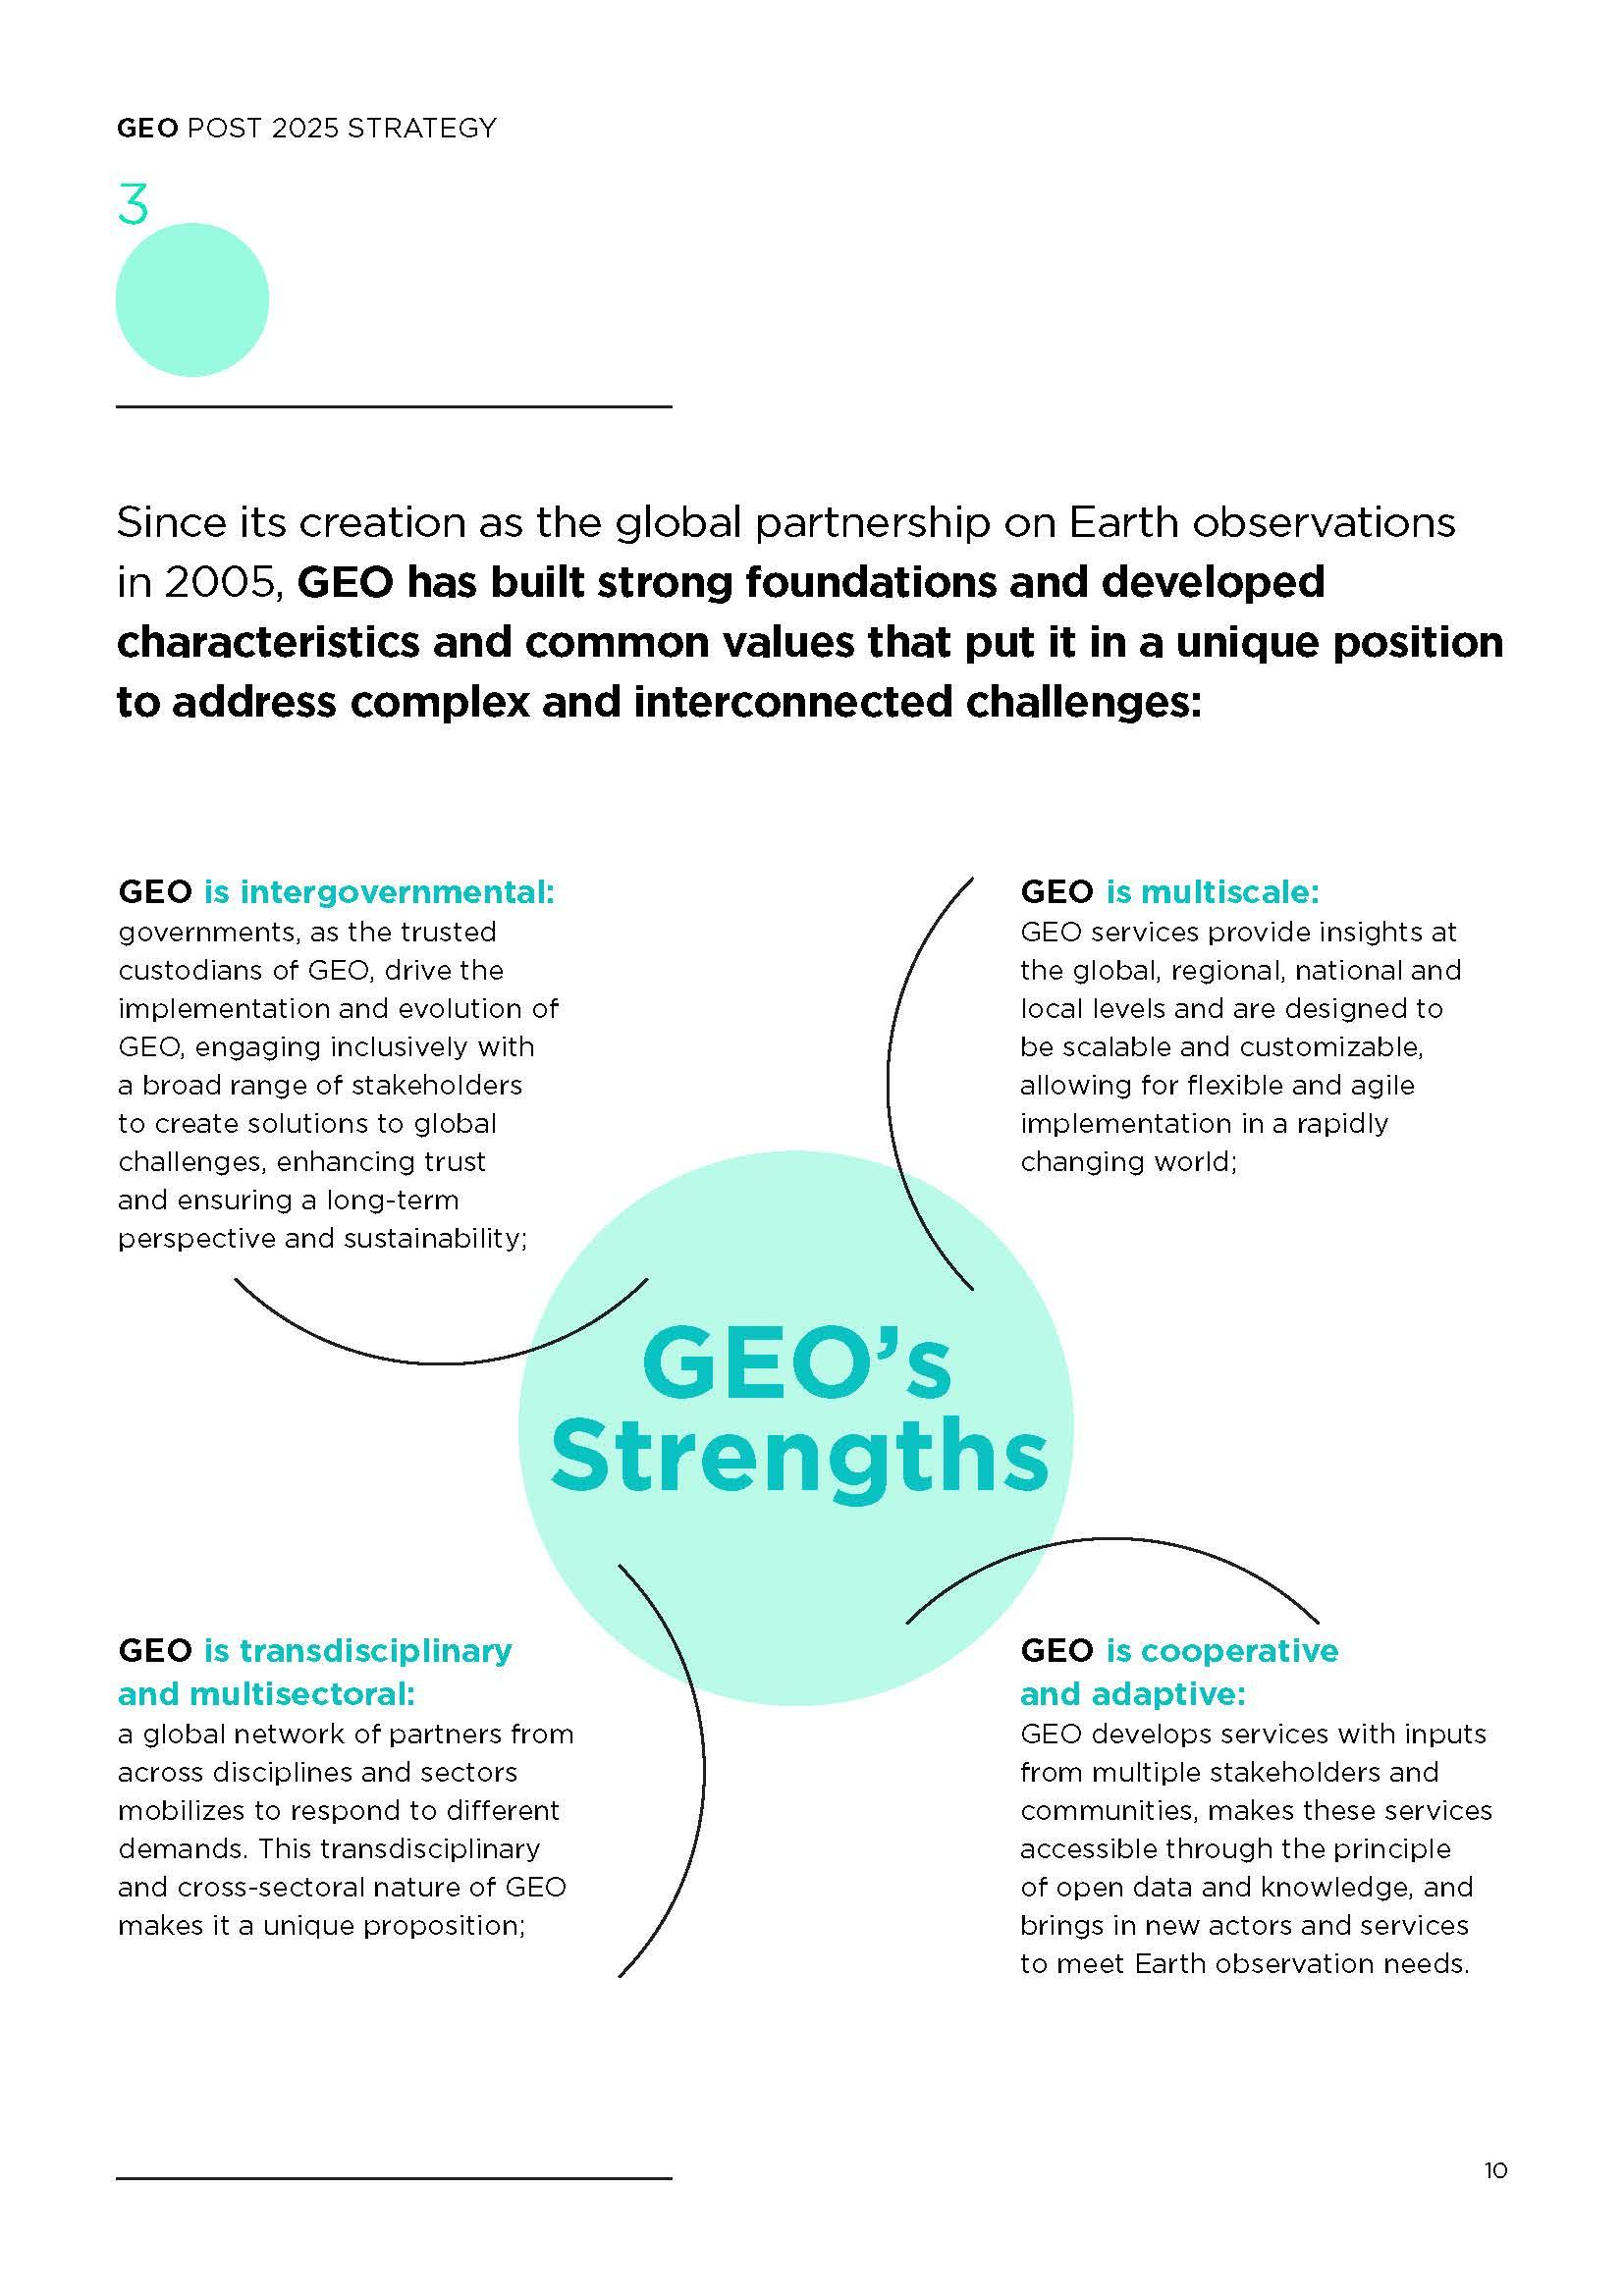 GEO POST 2025 STRATEGY
3
Since its creation as the global partnership on Earth observations
in 2005, GEO has built strong foundations and developed
characteristics and common values that put it in a unique position
to address complex and interconnected challenges:
GEO is intergovernmental:
governments, as the trusted
custodians of GEO, drive the
implementation and evolution of
GEO, engaging inclusively with
a broad range of stakeholders
to create solutions to global
challenges, enhancing trust
and ensuring a long-term
perspective and sustainability;
GEO is multiscale:
GEO services provide insights at
the global, regional, national and
local levels and are designed to
be scalable and customizable,
allowing for flexible and agile
implementation in a rapidly
changing world;
GEO's
Strengths
GEO is transdisciplinary
and multisectoral:
a global network of partners from
across disciplines and sectors
mobilizes to respond to different
demands. This transdisciplinary
and cross-sectoral nature of GEO
makes it a unique proposition;
GEO is cooperative
and adaptive:
GEO develops services with inputs
from multiple stakeholders and
communities, makes these services
accessible through the principle
of open data and knowledge, and
brings in new actors and services
to meet Earth observation needs.
10